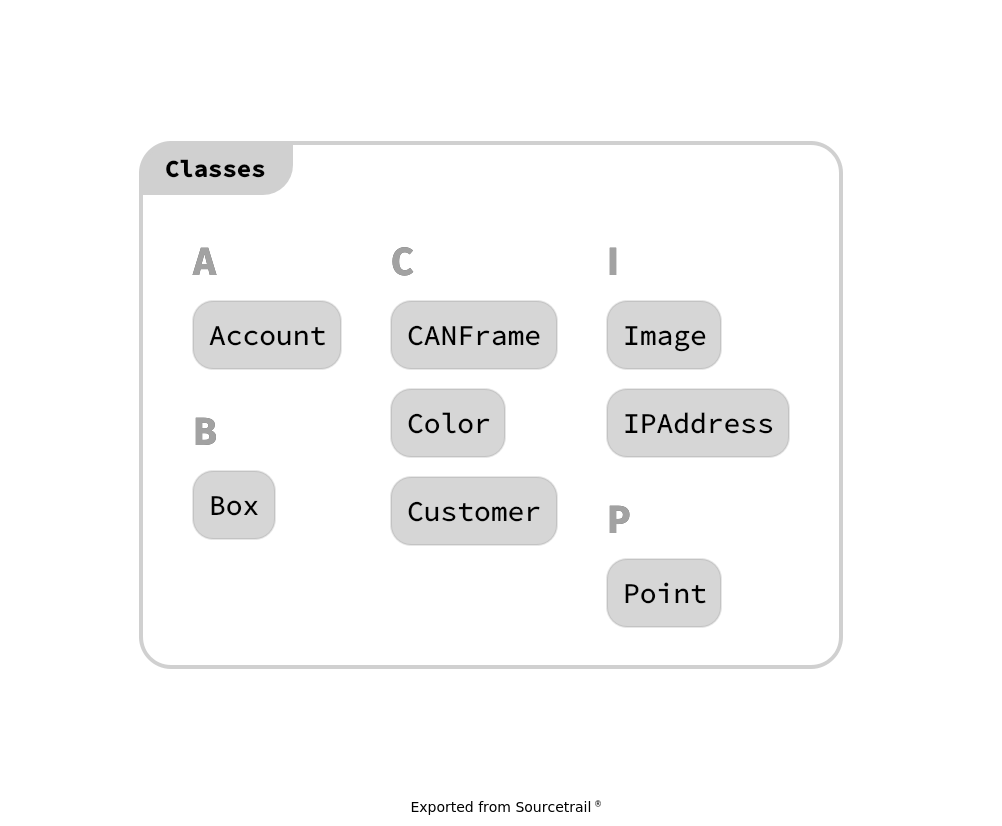 Classes
A
Account
B
Box
C
CANFrame
Color
Customer
I
Image
IPAddress
P
Point
Exported from Sourcetrail ®